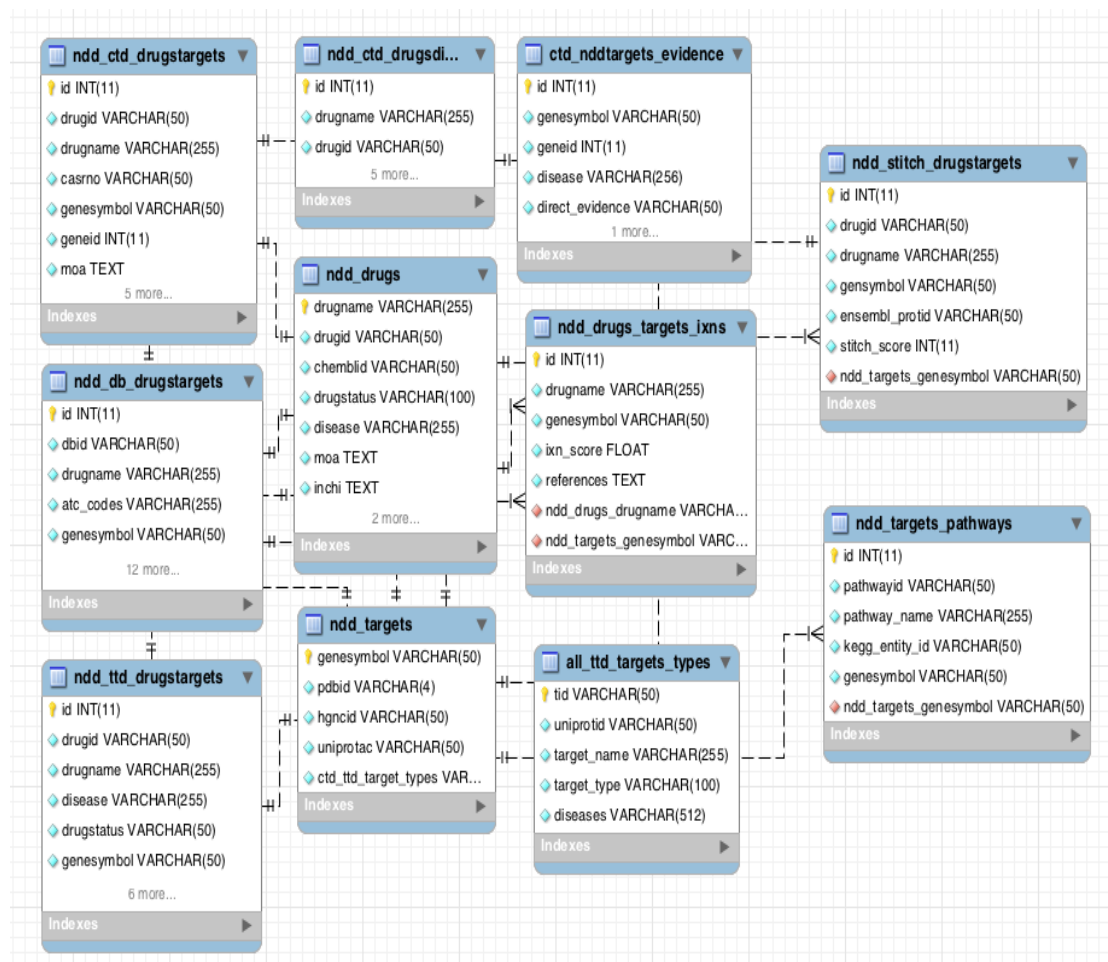 ndd_ctd_drugstargets
id INT(11)
drugid VARCHAR(50)
drugname VARCHAR(255)
casrno VARCHAR(50)
genesymbol VARCHAR(50)
geneid INT(11)
moa TEXT
5 more...
Indexes
ndd_ctd_drugsdi...
id INT(11)
drugname VARCHAR(255)
drugid VARCHAR(50)
5 more...
Indexes
ctd_nddtargets_evidence
id INT(11)
genesymbol VARCHAR(50)
geneid INT(11)
disease VARCHAR(256)
direct_evidence VARCHAR(50)
1 more...
Indexes
ndd_stitch_drugstargets
id INT(11)
drugid VARCHAR(50)
drugname VARCHAR(255)
gensymbol VARCHAR(50)
ensembl_protid VARCHAR(50)
stitch_score INT(11)
ndd_targets_genesymbol VARCHAR(50)
Indexes
ndd_drugs
drugname VARCHAR(255)
drugid VARCHAR(50)
chemblid VARCHAR(50)
drugstatus VARCHAR(100)
disease VARCHAR(255)
moa TEXT
inchi TEXT
2 more...
Indexes
ndd_drugs_targets_ixns
id INT(11)
drugname VARCHAR(255)
genesymbol VARCHAR(50)
ixn_score FLOAT
references TEXT
ndd_drugs_drugname VARCHA...
ndd_targets_genesymbol VARC...
Indexes
ndd_db_drugstargets
id INT(11)
dbid VARCHAR(50)
drugname VARCHAR(255)
atc_codes VARCHAR(255)
genesymbol VARCHAR(50)
12 more...
Indexes
ndd_targets_pathways
id INT(11)
pathwayid VARCHAR(50)
pathway_name VARCHAR(255)
kegg_entity_id VARCHAR(50)
genesymbol VARCHAR(50)
ndd_targets_genesymbol VARCHAR(50)
Indexes
ndd_targets
genesymbol VARCHAR(50)
pdbid VARCHAR(4)
hgncid VARCHAR(50)
uniprotac VARCHAR(50)
ctd_ttd_target_types VAR...
Indexes
all_ttd_targets_types
tid VARCHAR(50)
uniprotid VARCHAR(50)
target_name VARCHAR(255)
target_type VARCHAR(100)
diseases VARCHAR(512)
Indexes
ndd_ttd_drugstargets
id INT(11)
drugid VARCHAR(50)
drugname VARCHAR(255)
disease VARCHAR(255)
drugstatus VARCHAR(50)
genesymbol VARCHAR(50)
6 more...
Indexes